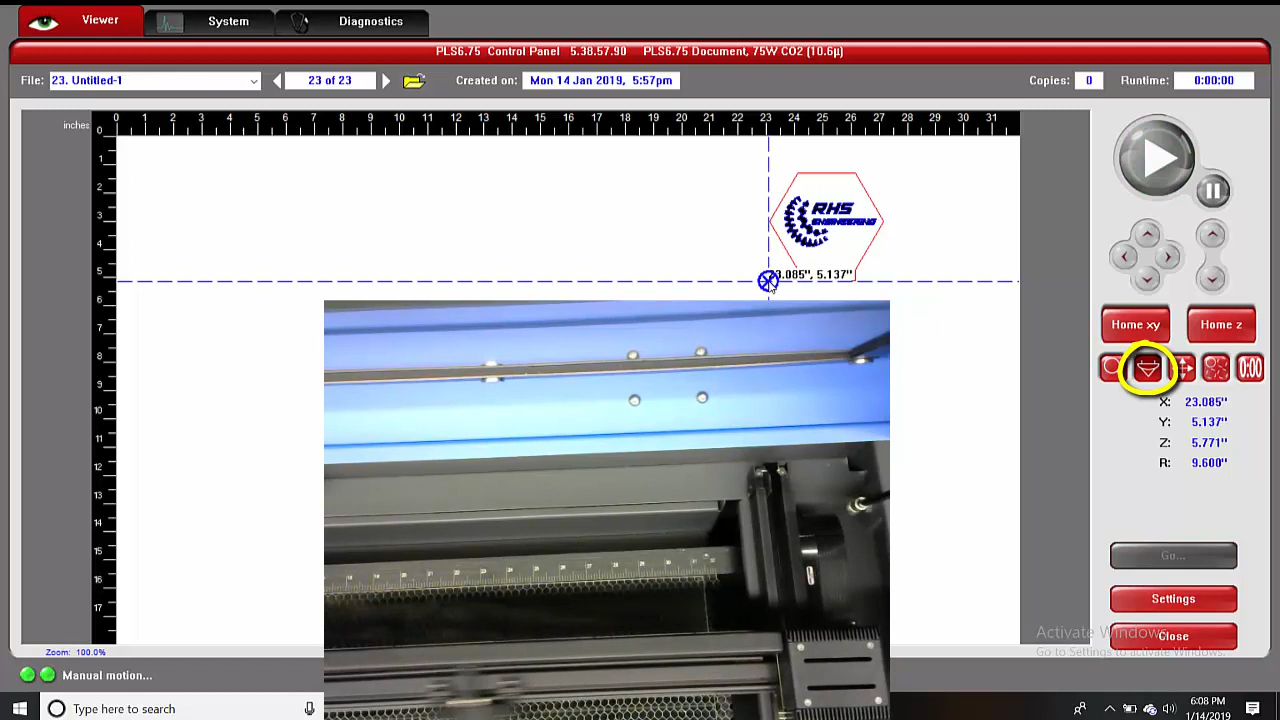 Viewer
System
Diagnostics
PLS6.75 Control Panel 5.38.57.90 PLS6.75 Document, 75W CO2 (10.6µ)
File: 23. Untitled-1
23 of 23
Created on: Mon 14 Jan 2019, 5:57pm
Copies: 0
Runtime: 0:00:00
inches
0 1 2 3 4 5 6 7 8 9 10 11 12 13 14 15 16 17 18 19 20 21 22 23 24 25 26 27 28 29 30 31
0
1
2
3
4
5
6
7
8
9
10
11
12
13
14
15
16
17
RHS
ENGINEERING
23.085", 5.137"
Home xy
Home z
0:00
X: 23.085"
Y: 5.137"
Z: 5.771"
R: 9.600"
Go...
Settings
Activate Windows
Close
Go to Settings to activate Windows.
Zoom: 100.0%
Manual motion...
Type here to search
6:08 PM
1/14/2019